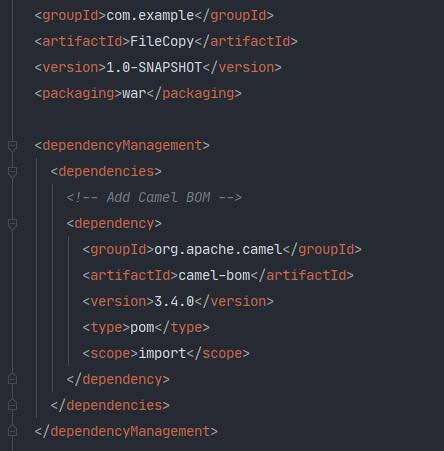 <groupId>com.example</groupId>
<artifactId>FileCopy</artifactId>
<version>1.0-SNAPSHOT</version>
<packaging>war</packaging>
<dependencyManagement>
<dependencies>
<!-- Add Camel BOM -->
<dependency>
<groupId>org.apache.camel</groupId>
<artifactId>camel-bom</artifactId>
<version>3.4.0</version>
<type>pom</type>
<scope>import</scope>
</dependency>
</dependencies>
</dependencyManagement>